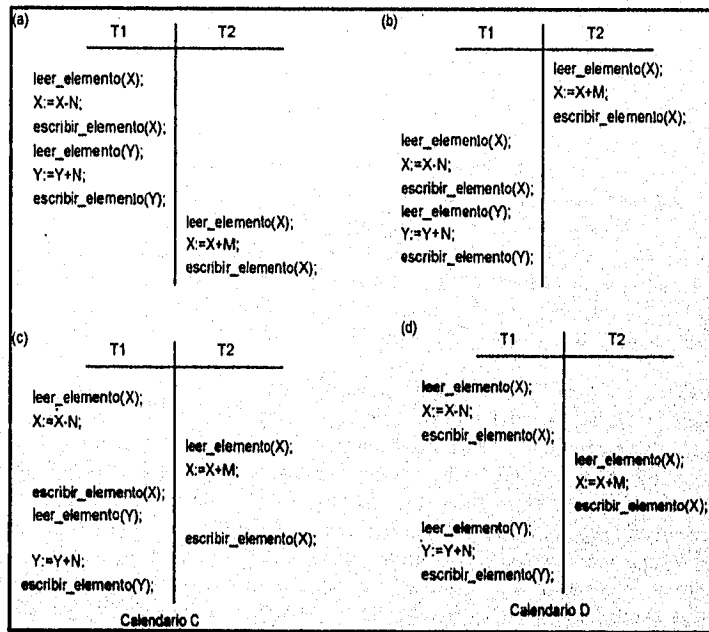 (a)
T1 T2
leer_elemento(X);
X:=X-N;
escribir_elemento(X);
leer_elemento(Y);
Y:=Y+N;
escribir_elemento(Y);
leer_elemento(X);
X:=X+M;
escribir_elemento(X);
(b)
T1 T2
leer_elemento(X);
X:=X+M;
escribir_elemento(X);
leer_elemento(X);
X:=X-N;
escribir_elemento(X);
leer_elemento(Y);
Y:=Y+N;
escribir_elemento(Y);
(c)
T1 T2
leer_elemento(X);
X:=X-N;
leer_elemento(X);
X:=X+M;
escribir_elemento(X);
leer_elemento(Y);
escribir_elemento(X);
Y:=Y+N;
escribir_elemento(Y);
Calendario C
(d)
T1 T2
leer_elemento(X);
X:=X-N;
escribir_elemento(X);
leer_elemento(X);
X:=X+M;
escribir_elemento(X);
leer_elemento(Y);
Y:=Y+N;
escribir_elemento(Y);
Calendario D